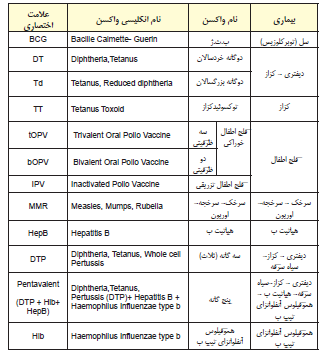 بیماری نام واکسن نام انگلیسی واکسن علامت اختصاری
سل (توبرکلوزیس) ب.ث.ژ Bacille Calmette- Guerin BCG
دیفتری – کزاز دوگانه خردسالان Diphtheria,Tetanus DT
دوگانه بزرگسالان Tetanus, Reduced diphtheria Td
کزاز توکسوئیدکزاز Tetanus Toxoid TT
فلج اطفال فلج اطفال خوراکی سه ظرفیتی Trivalent Oral Polio Vaccine tOPV
دو ظرفیتی Bivalent Oral Polio Vaccine bOPV
فلج اطفال تزریقی Inactivated Polio Vaccine IPV
سرخک – سرخجه– سرخک– سرخجه– Measles, Mumps, Rubella MMR
اوریون اوریون
هپاتیت ب هپاتیت ب Hepatitis B HepB
دیفتری – کزاز– سه گانه (ثلاث) Diphtheria, Tetanus, Whole cell DTP
سیاه سرفه Pertussis
دیفتری – کزاز–سیاه Diphtheria,Tetanus, Pentavalent
سرفه– هپاتیت ب – پنج گانه Pertussis (DTP)+ Hepatitis B + (DTP + Hib+
هموفیلوس آنفلوانزای Haemophilus influenzae type b HepB)
تیپ ب
هموفیلوس آنفلوانزای هموفیلوس Haemophilus influenzae type b Hib
تیپ ب آنفلوانزای تیپ ب